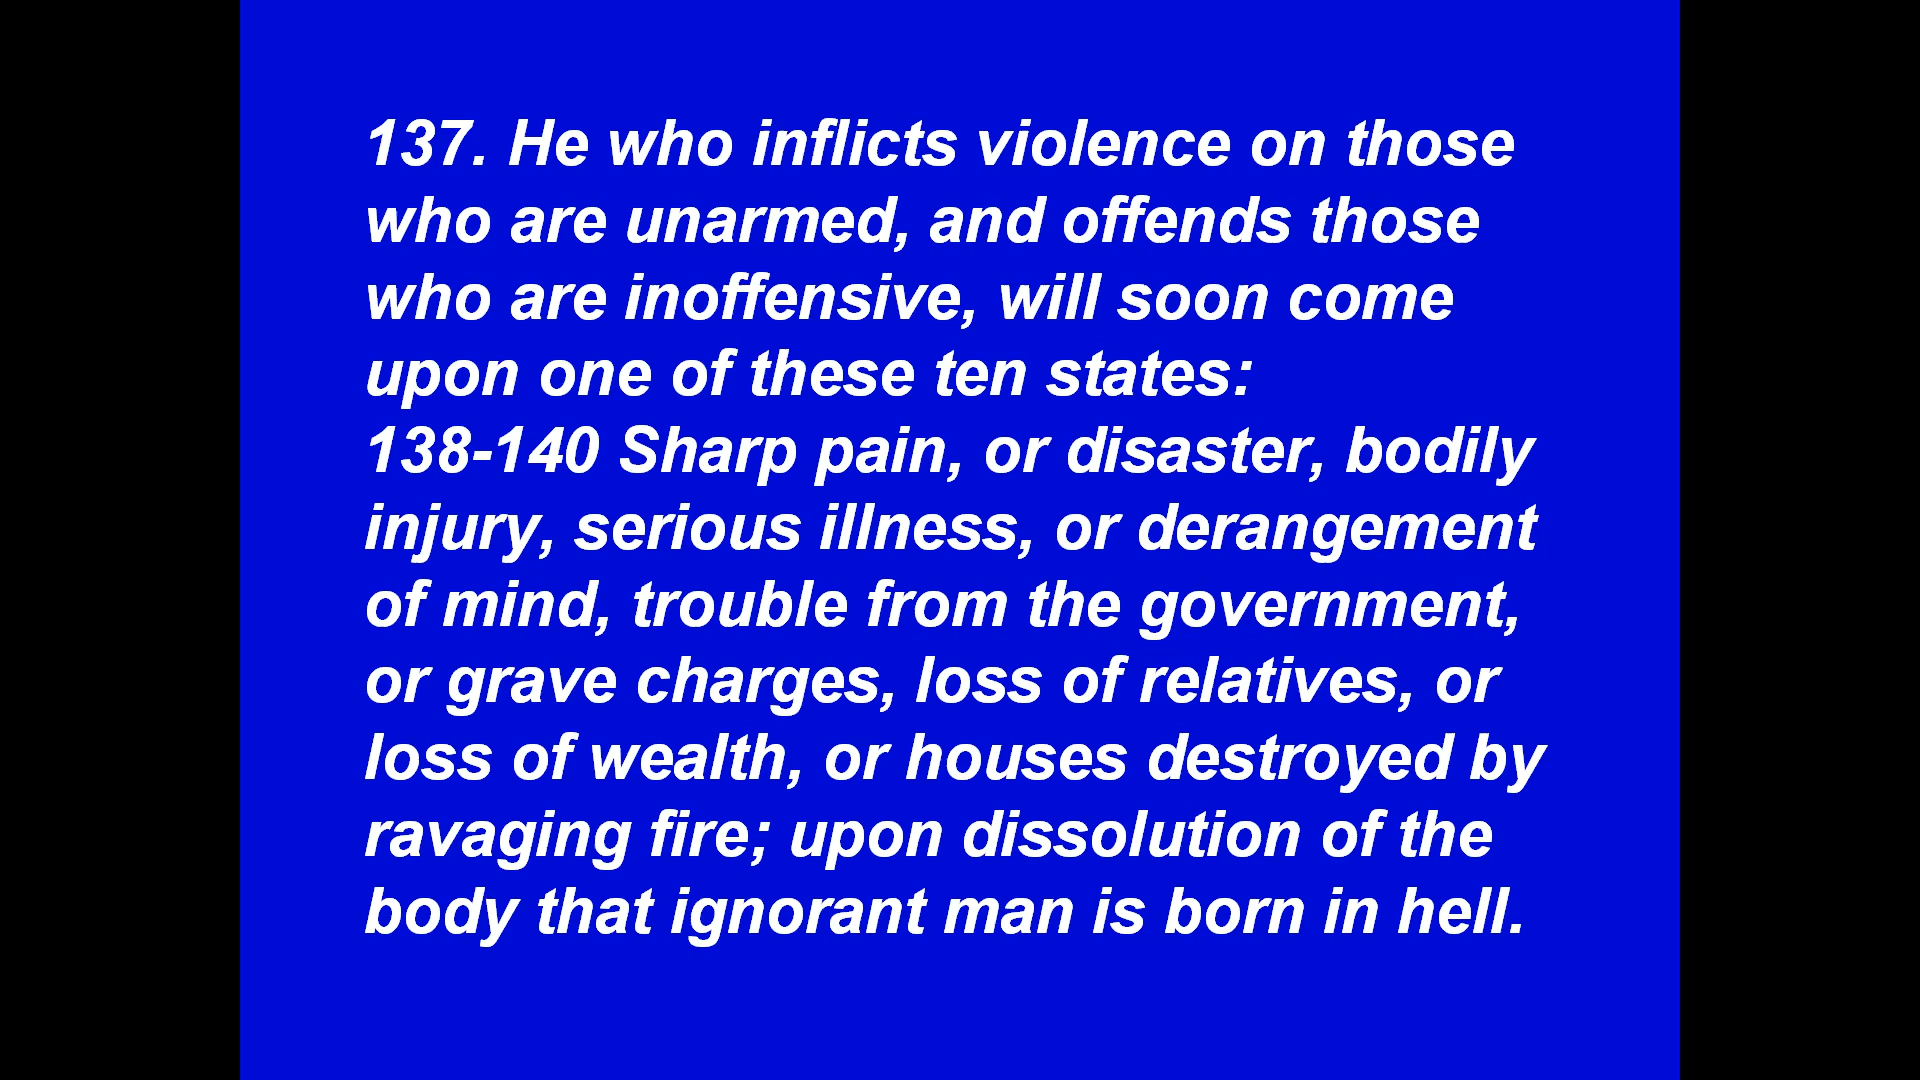 137. He who inflicts violence on those
who are unarmed, and offends those
who are inoffensive, will soon come
upon one of these ten states:
138-140 Sharp pain, or disaster, bodily
injury, serious illness, or derangement
of mind, trouble from the government,
or grave charges, loss of relatives, or
loss of wealth, or houses destroyed by
ravaging fire; upon dissolution of the
body that ignorant man is born in hell.